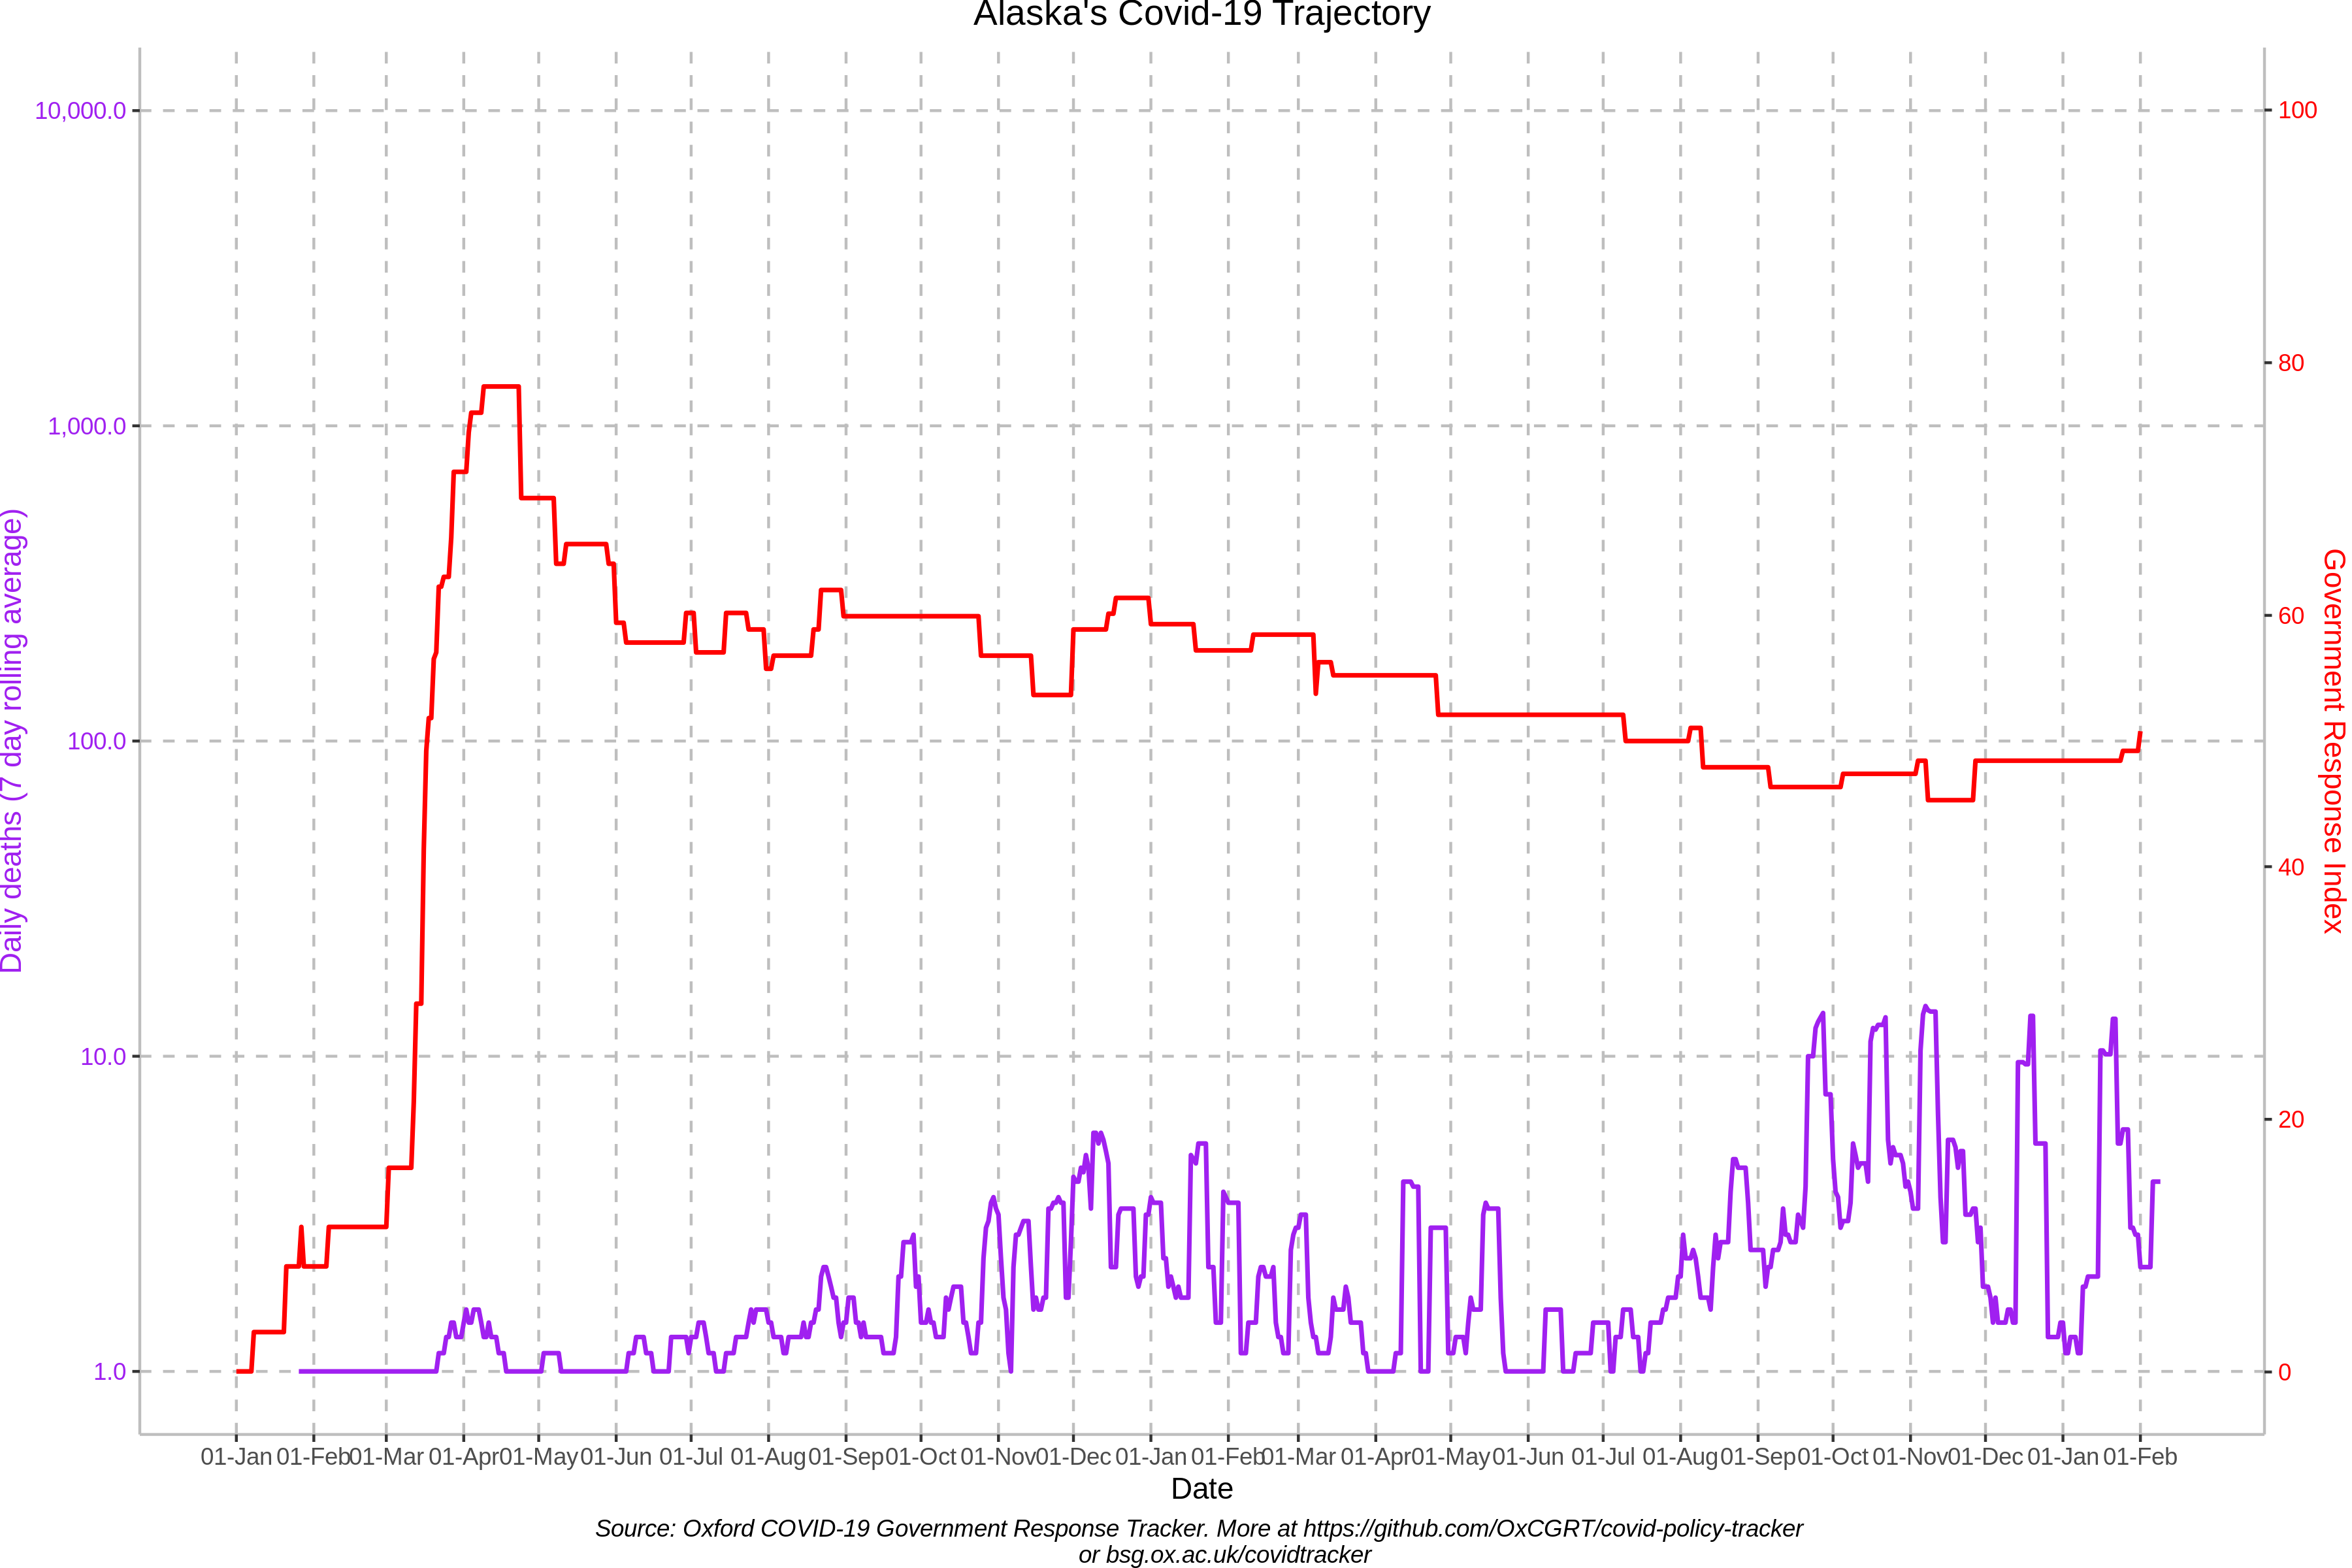 Alaska's Covid-19 Trajectory
10,000.0
1,000.0
100.0
10.0
1.0
Daily deaths (7 day rolling average)
100
80
60
40
20
0
Government Response Index
01-Jan 01-Feb 01-Mar 01-Apr 01-May 01-Jun 01-Jul 01-Aug 01-Sep 01-Oct 01-Nov 01-Dec 01-Jan 01-Feb 01-Mar 01-Apr 01-May 01-Jun 01-Jul 01-Aug 01-Sep 01-Oct 01-Nov 01-Dec 01-Jan 01-Feb
Date
Source: Oxford COVID-19 Government Response Tracker. More at https://github.com/OxCGRT/covid-policy-tracker
or bsg.ox.ac.uk/covidtracker